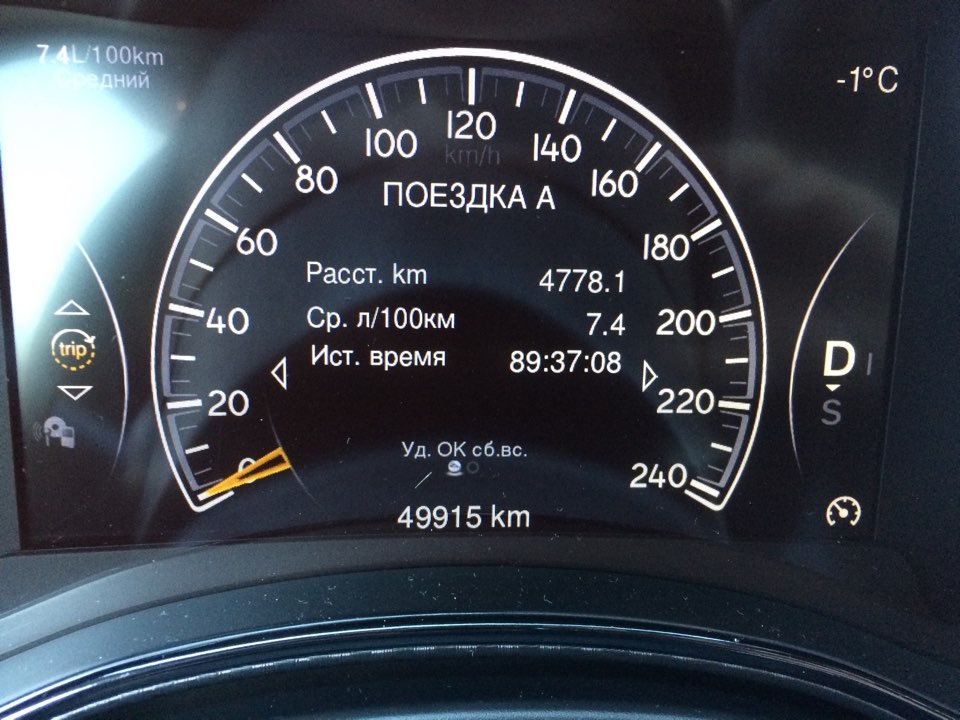 7.4L/100km
Средний
-1°C
0
20
40
60
80
100
120
140
160
180
200
220
240
km/h
ПОЕЗДКА А
Расст. km 4778.1
Ср. л/100км 7.4
Ист. время 89:37:08
trip
D
S
Уд. ОК сб.вс.
49915 km